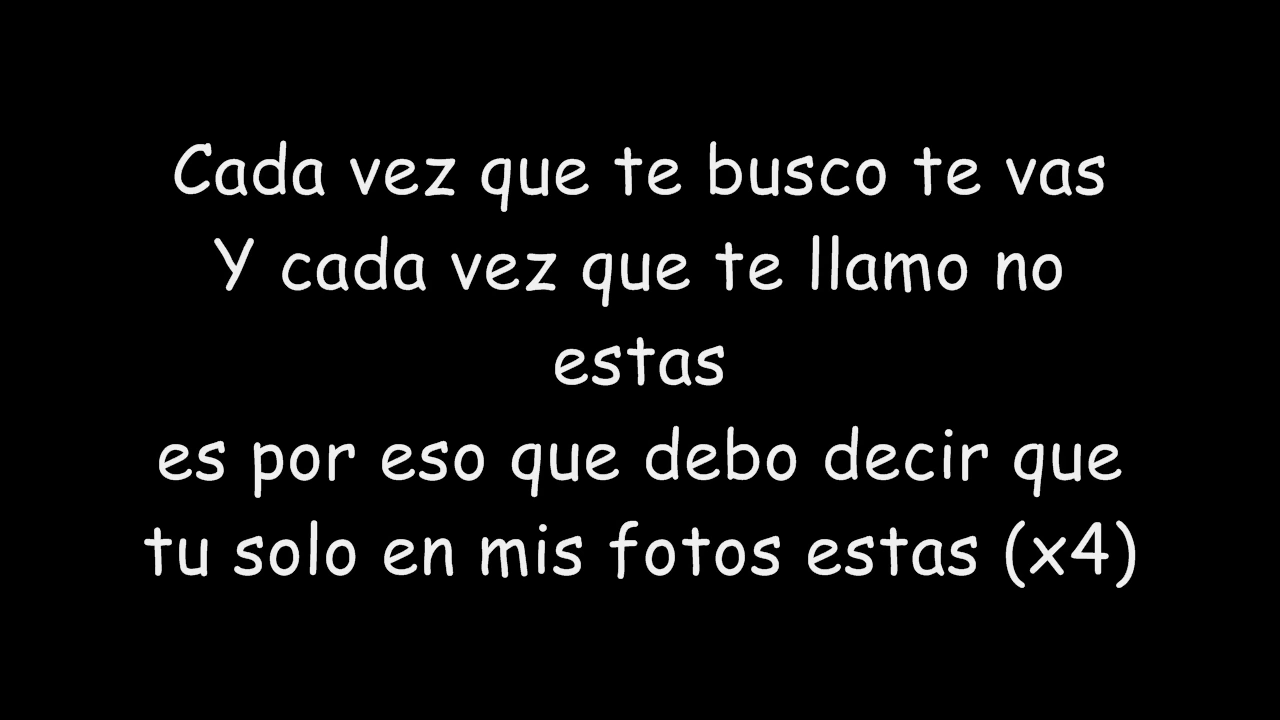 Cada vez que te busco te vas
Y cada vez que te llamo no
estas
es por eso que debo decir que
tu solo en mis fotos estas (x4)